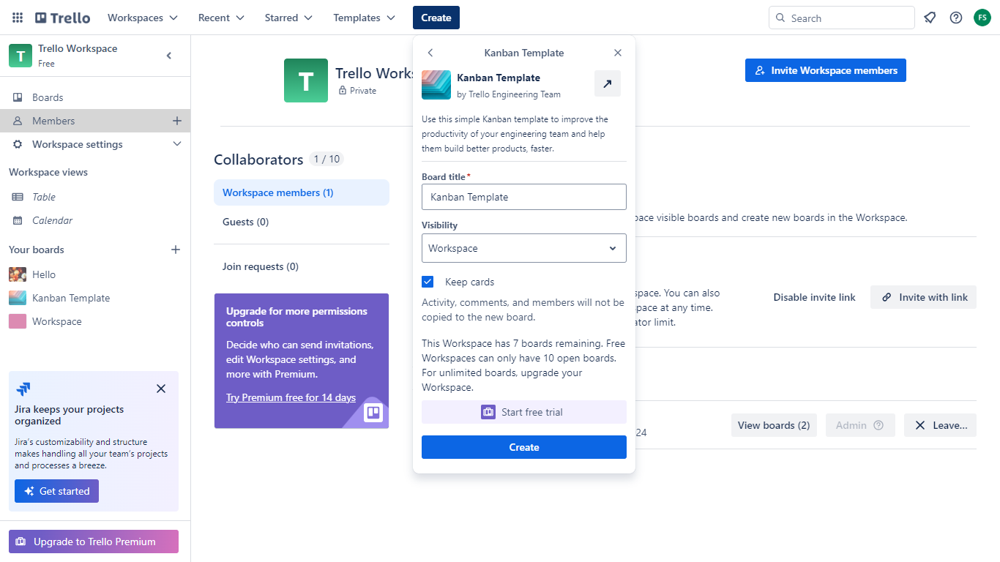 Trello
Workspaces
Recent
Starred
Templates
Create
Search
FS
T
Trello Workspace
Free
Boards
Members
Workspace settings
Workspace views
Table
Calendar
Your boards
Hello
Kanban Template
Workspace
Jira keeps your projects
organized
Jira's customizability and structure
makes handling all your team's projects
and processes a breeze.
Get started
Upgrade to Trello Premium
T
Trello Works
Private
Invite Workspace members
Collaborators 1 / 10
Workspace members (1)
Guests (0)
Join requests (0)
Upgrade for more permissions
controls
Decide who can send invitations,
edit Workspace settings, and
more with Premium.
Try Premium free for 14 days
Kanban Template
Kanban Template
by Trello Engineering Team
Use this simple Kanban template to improve the
productivity of your engineering team and help
them build better products, faster.
Board title*
Kanban Template
Visibility
Workspace
Keep cards
Activity, comments, and members will not be
copied to the new board.
This Workspace has 7 boards remaining. Free
Workspaces can only have 10 open boards.
For unlimited boards, upgrade your
Workspace.
Start free trial
Create
ace visible boards and create new boards in the Workspace.
space. You can also
space at any time.
ator limit.
Disable invite link
Invite with link
24
View boards (2)
Admin
Leave...